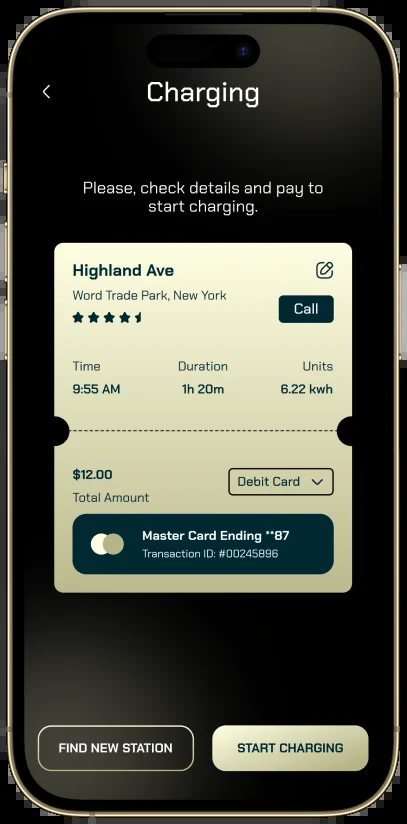 Charging
Please, check details and pay to
start charging.
Highland Ave
Word Trade Park, New York
Call
Time Duration Units
9:55 AM 1h 20m 6.22 kwh
$12.00
Total Amount
Debit Card
Master Card Ending **87
Transaction ID: #00245896
FIND NEW STATION START CHARGING